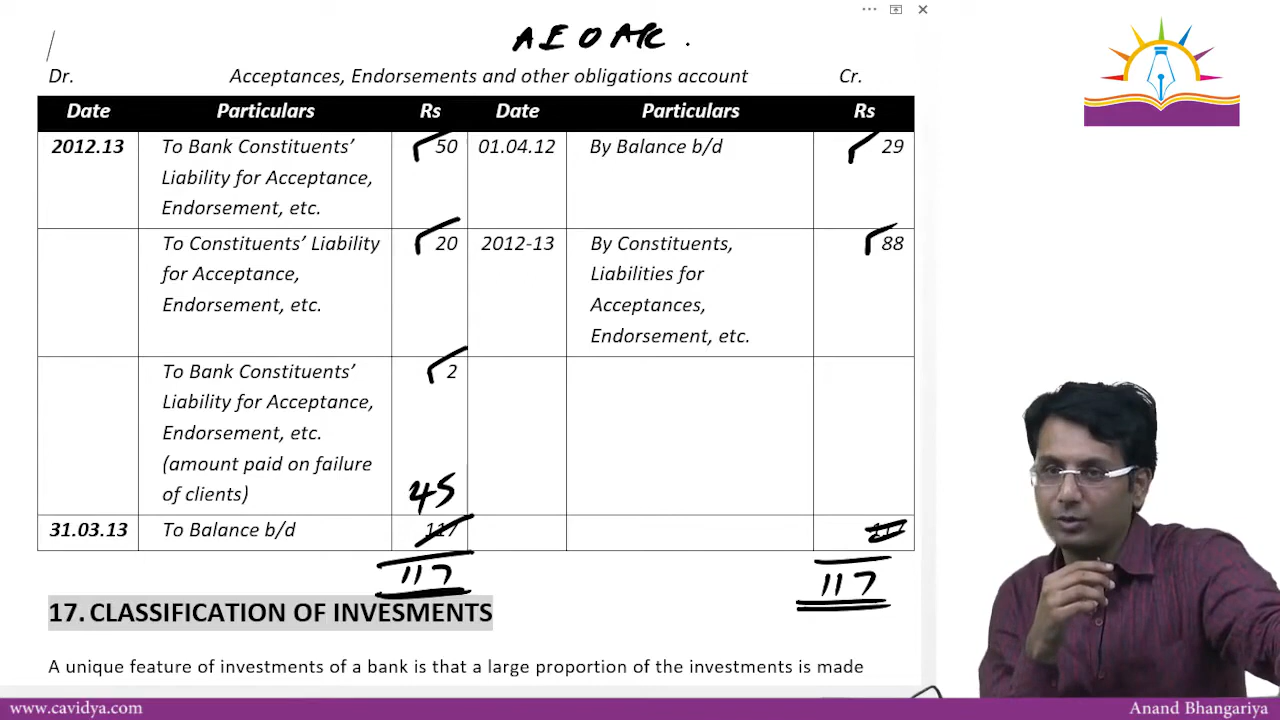 A E O A/C .
Dr. Acceptances, Endorsements and other obligations account Cr.
Date Particulars Rs Date Particulars Rs
2012.13 To Bank Constituents’ 50 01.04.12 By Balance b/d 29
Liability for Acceptance,
Endorsement, etc.
To Constituents’ Liability 20 2012-13 By Constituents, 88
for Acceptance, Liabilities for
Endorsement, etc. Acceptances,
Endorsement, etc.
To Bank Constituents’ 2
Liability for Acceptance,
Endorsement, etc.
(amount paid on failure
of clients) 45
31.03.13 To Balance b/d 117 117
117 117
17. CLASSIFICATION OF INVESMENTS
A unique feature of investments of a bank is that a large proportion of the investments is made
www.cavidya.com Anand Bhangariya